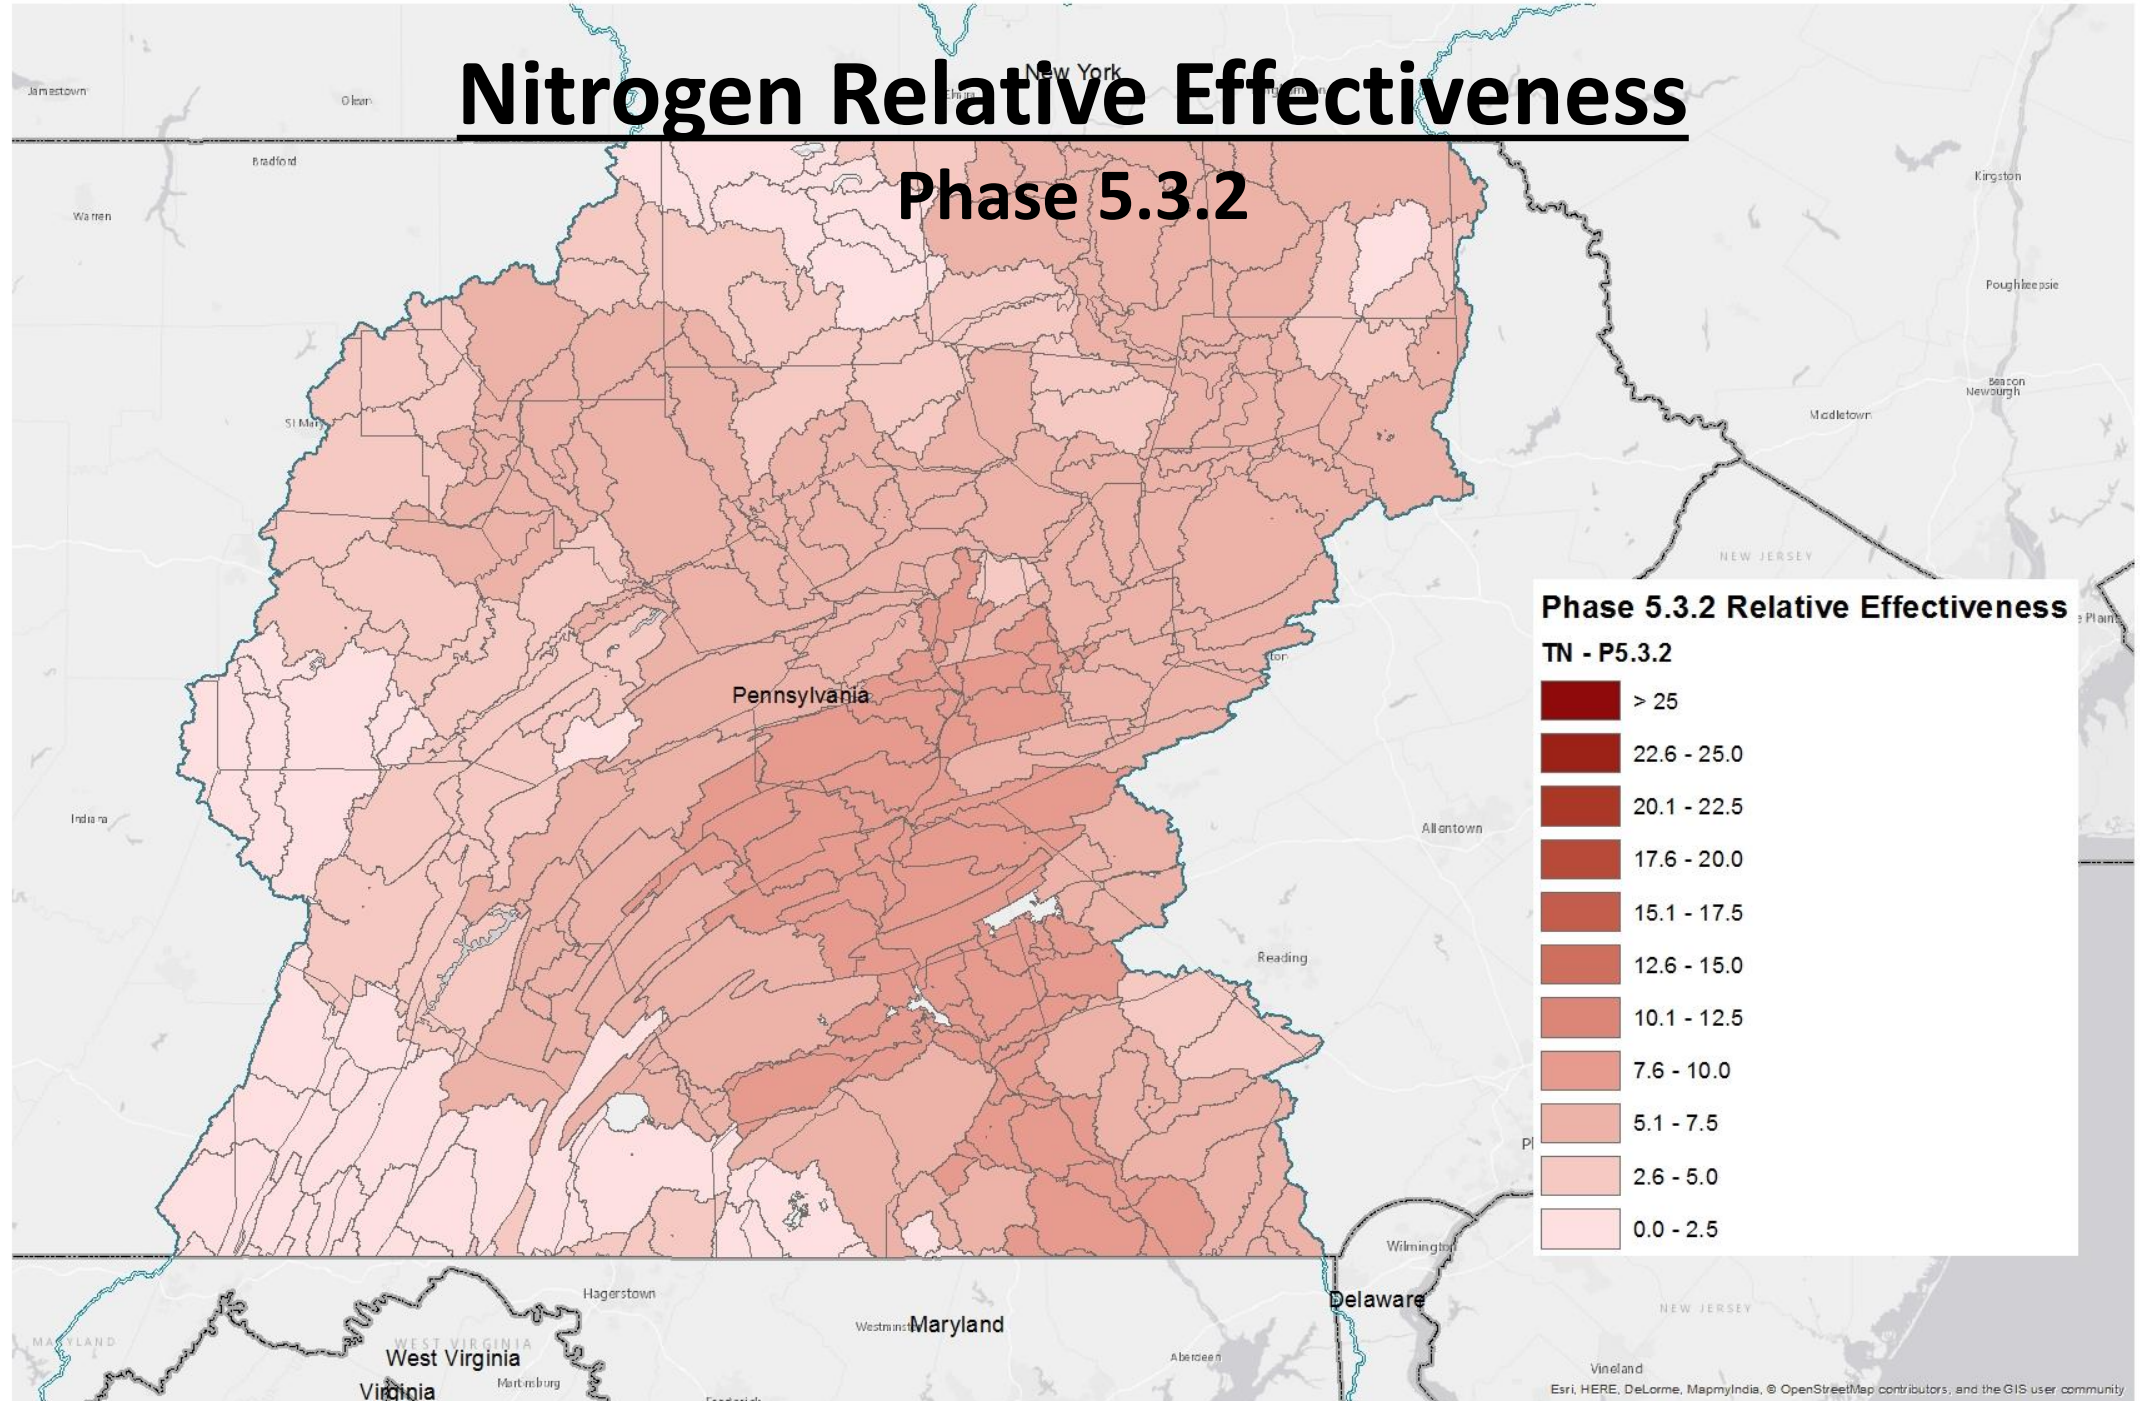 New York
Nitrogen Relative Effectiveness
Phase 5.3.2
Jamestown
Olean
Elmira
Bradford
Warren
Kingston
Poughkeepsie
Beacon
Newburgh
Middletown
St Mary
NEW JERSEY
Pennsylvania
Indiana
Allentown
Reading
Phase 5.3.2 Relative Effectiveness
TN - P5.3.2
> 25
22.6 - 25.0
20.1 - 22.5
17.6 - 20.0
15.1 - 17.5
12.6 - 15.0
10.1 - 12.5
7.6 - 10.0
5.1 - 7.5
2.6 - 5.0
0.0 - 2.5
Wilmington
Delaware
Hagerstown
Maryland
MARYLAND
WEST VIRGINIA
West Virginia
Martinsburg
Virginia
Aberdeen
NEW JERSEY
Vineland
Esri, HERE, DeLorme, MapmyIndia, © OpenStreetMap contributors, and the GIS user community